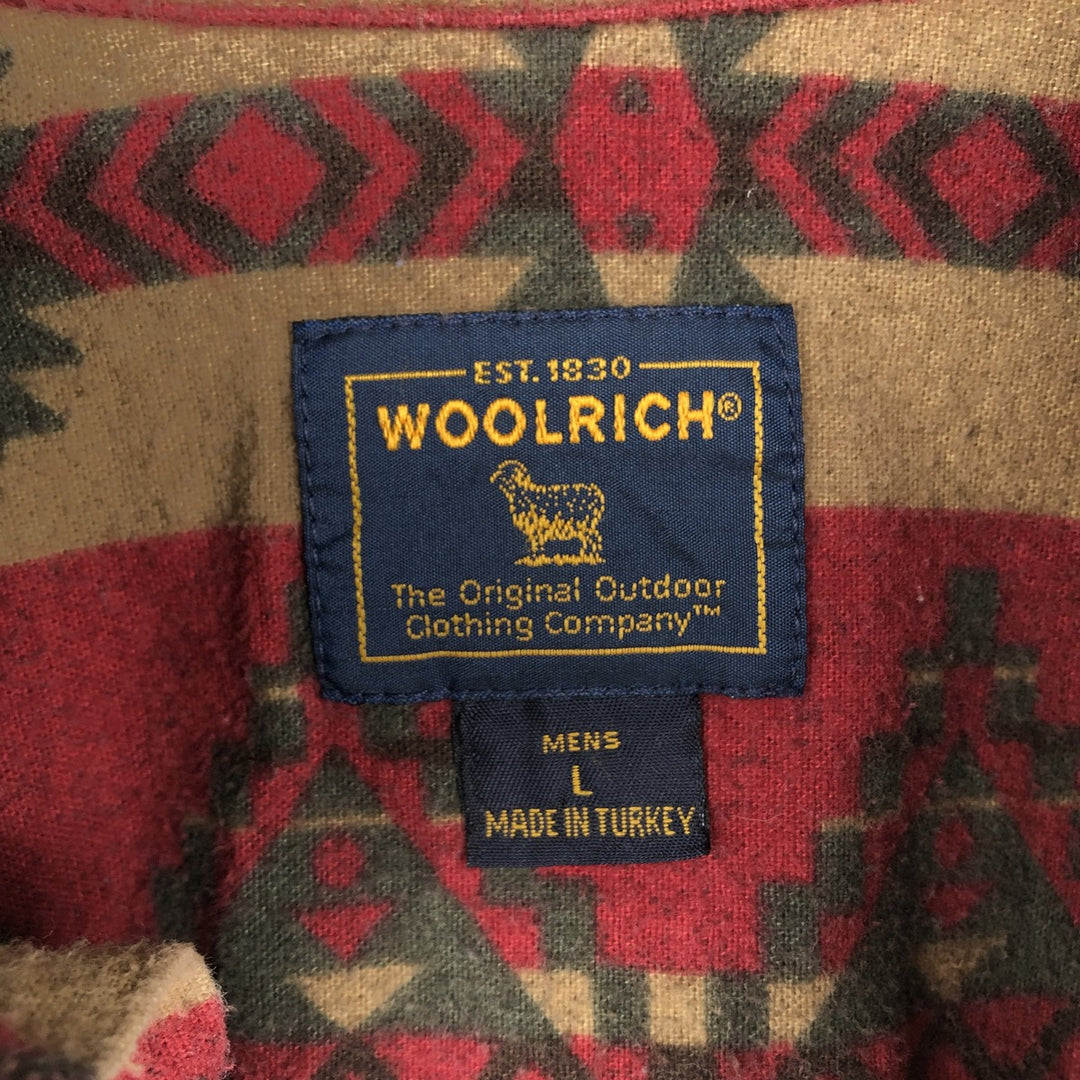 EST. 1830
WOOLRICH®
The Original Outdoor
Clothing Company™
MENS
L
MADE IN TURKEY